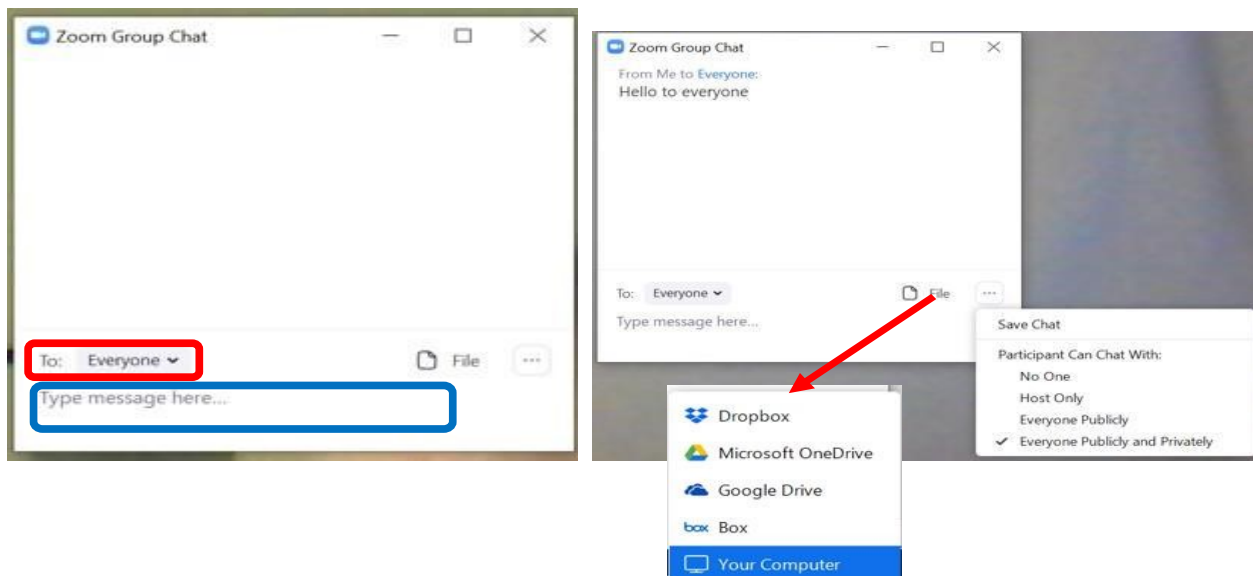 Zoom Group Chat
To: Everyone
File
Type message here...
Zoom Group Chat
From Me to Everyone:
Hello to everyone
To: Everyone
File
Type message here...
Save Chat
Participant Can Chat With:
No One
Host Only
Everyone Publicly
Everyone Publicly and Privately
Dropbox
Microsoft OneDrive
Google Drive
box Box
Your Computer